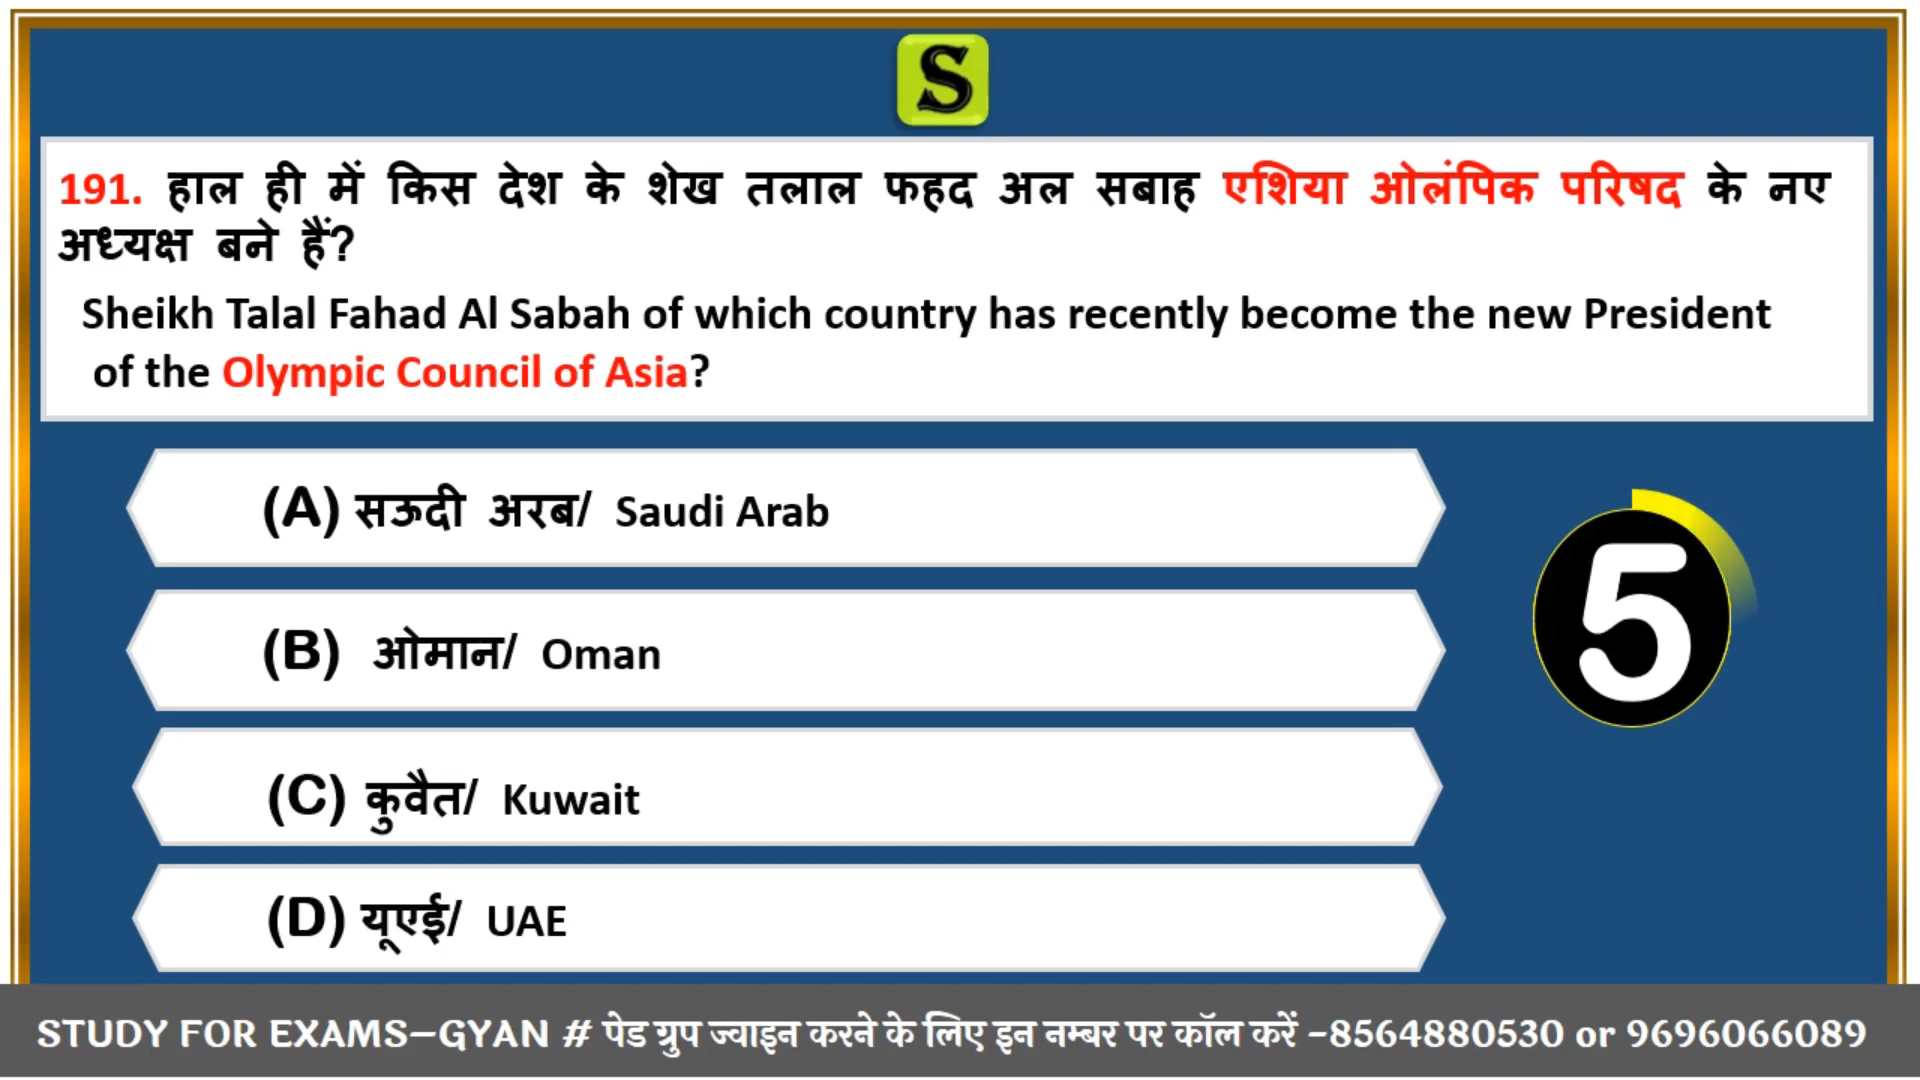 S
191. हाल ही में किस देश के शेख तलाल फहद अल सबाह एशिया ओलंपिक परिषद के नए
अध्यक्ष बने हैं?
Sheikh Talal Fahad Al Sabah of which country has recently become the new President
of the Olympic Council of Asia?
(A) सऊदी अरब/ Saudi Arab
(B) ओमान/ Oman
5
(C) कुवैत/ Kuwait
(D) यूएई/ UAE
STUDY FOR EXAMS–GYAN # पेड ग्रुप ज्वाइन करने के लिए इन नम्बर पर कॉल करें -8564880530 or 9696066089